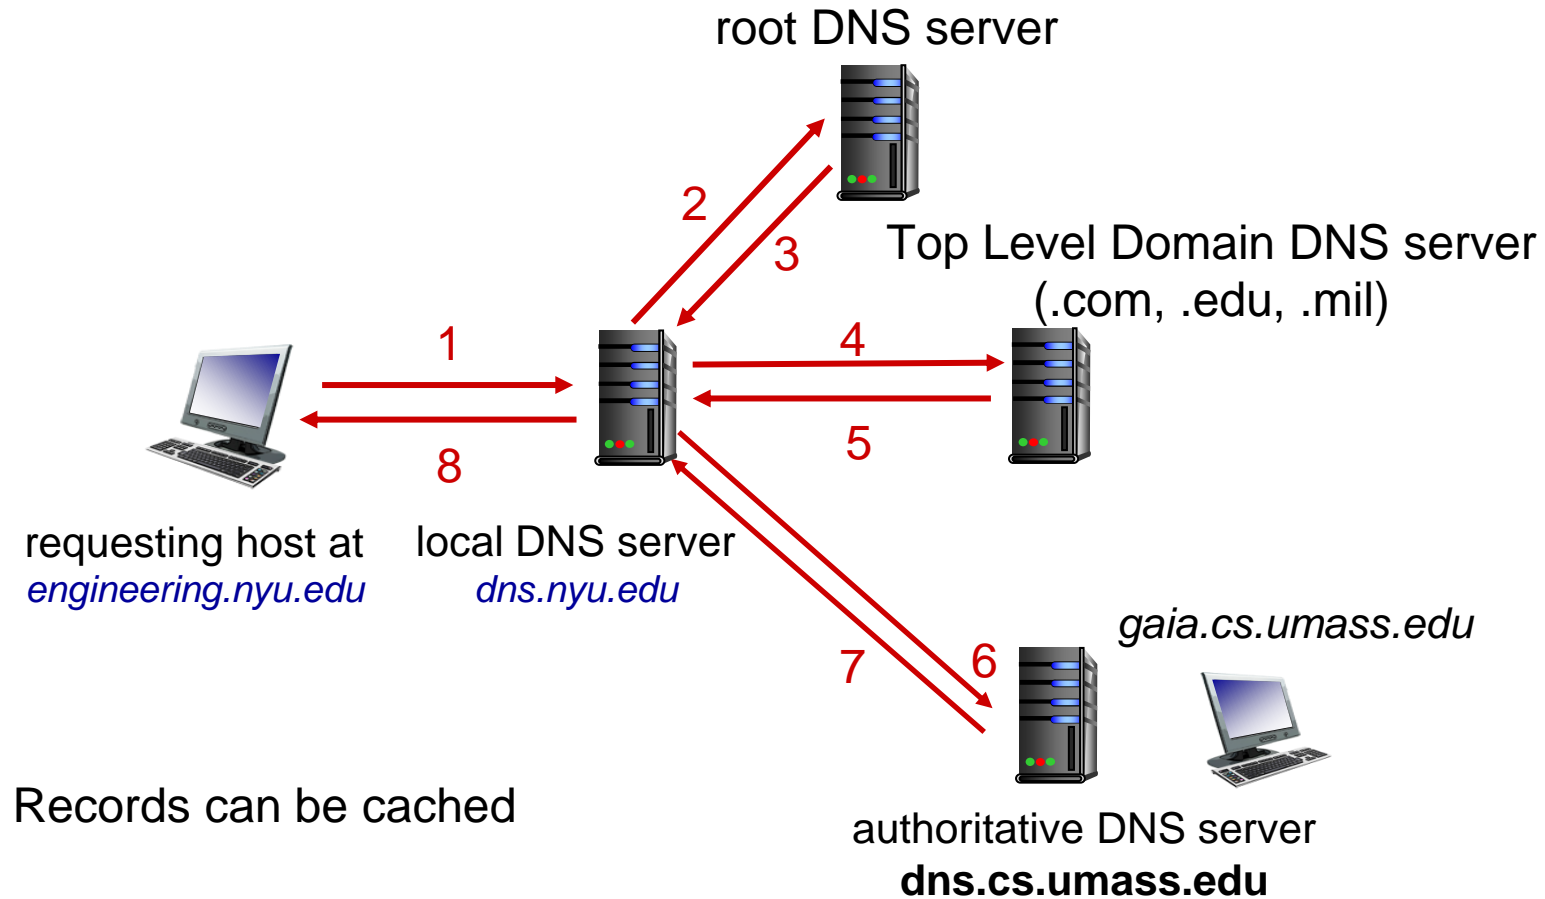 root DNS server
2
3
Top Level Domain DNS server
(.com, .edu, .mil)
1
4
8
5
requesting host at
engineering.nyu.edu
local DNS server
dns.nyu.edu
gaia.cs.umass.edu
7
6
Records can be cached
authoritative DNS server
dns.cs.umass.edu